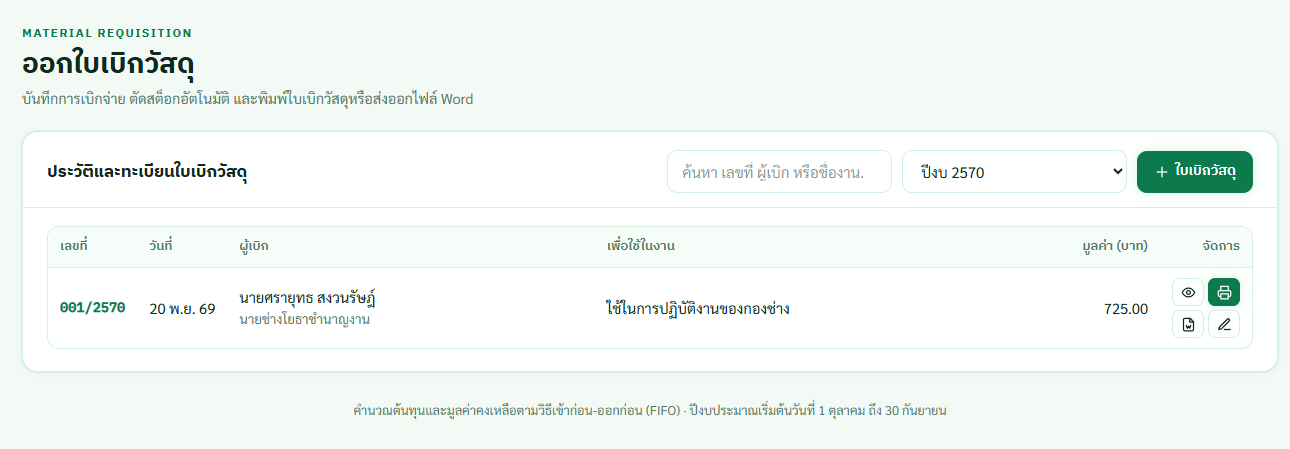 MATERIAL REQUISITION
ออกใบเบิกวัสดุ
บันทึกการเบิกจ่าย ตัดสต็อกอัตโนมัติ และพิมพ์ใบเบิกวัสดุหรือส่งออกไฟล์ Word
ประวัติและทะเบียนใบเบิกวัสดุ
ค้นหา เลขที่ ผู้เบิก หรือชื่องาน.
ปีงบ 2570
+ ใบเบิกวัสดุ
เลขที่ วันที่ ผู้เบิก เพื่อใช้ในงาน มูลค่า (บาท) จัดการ
001/2570 20 พ.ย. 69 นายศรายุทธ สงวนรัษฎ์ ใช้ในการปฏิบัติงานของกองช่าง 725.00
นายช่างโยธาชำนาญงาน
คำนวณต้นทุนและมูลค่าคงเหลือตามวิธีเข้าก่อน-ออกก่อน (FIFO) · ปีงบประมาณเริ่มต้นวันที่ 1 ตุลาคม ถึง 30 กันยายน